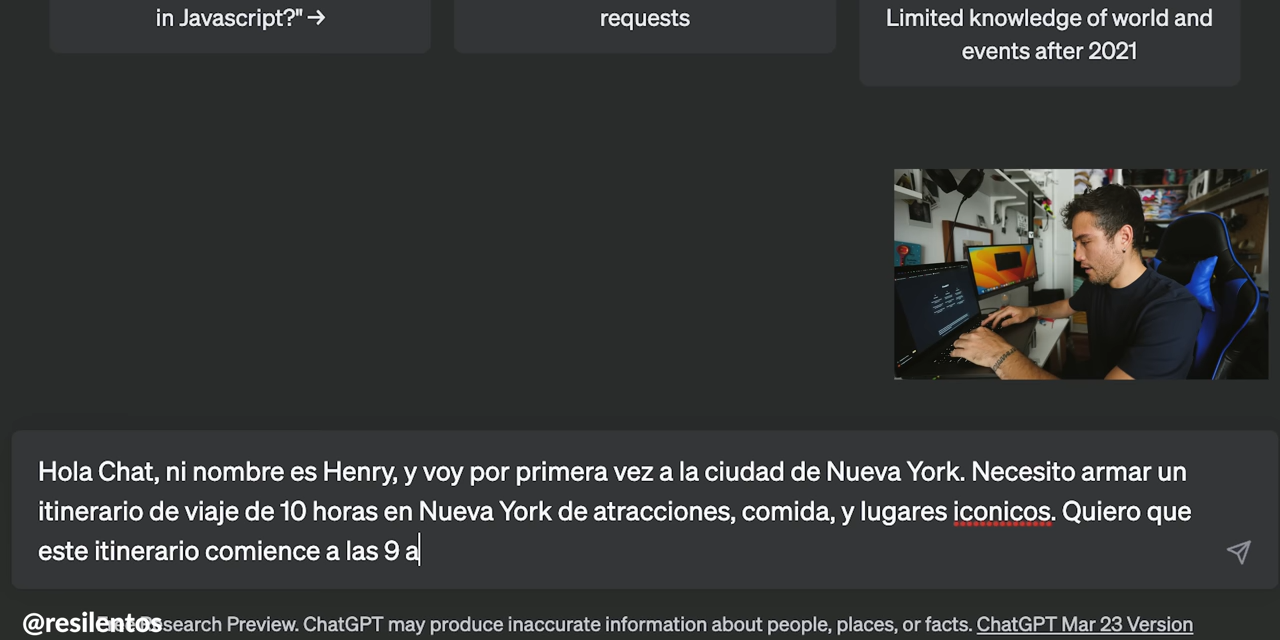 in Javascript?" →
requests
Limited knowledge of world and
events after 2021
Hola Chat, ni nombre es Henry, y voy por primera vez a la ciudad de Nueva York. Necesito armar un
itinerario de viaje de 10 horas en Nueva York de atracciones, comida, y lugares iconicos. Quiero que
este itinerario comience a las 9 a
@resilentos
Research Preview. ChatGPT may produce inaccurate information about people, places, or facts. ChatGPT Mar 23 Version